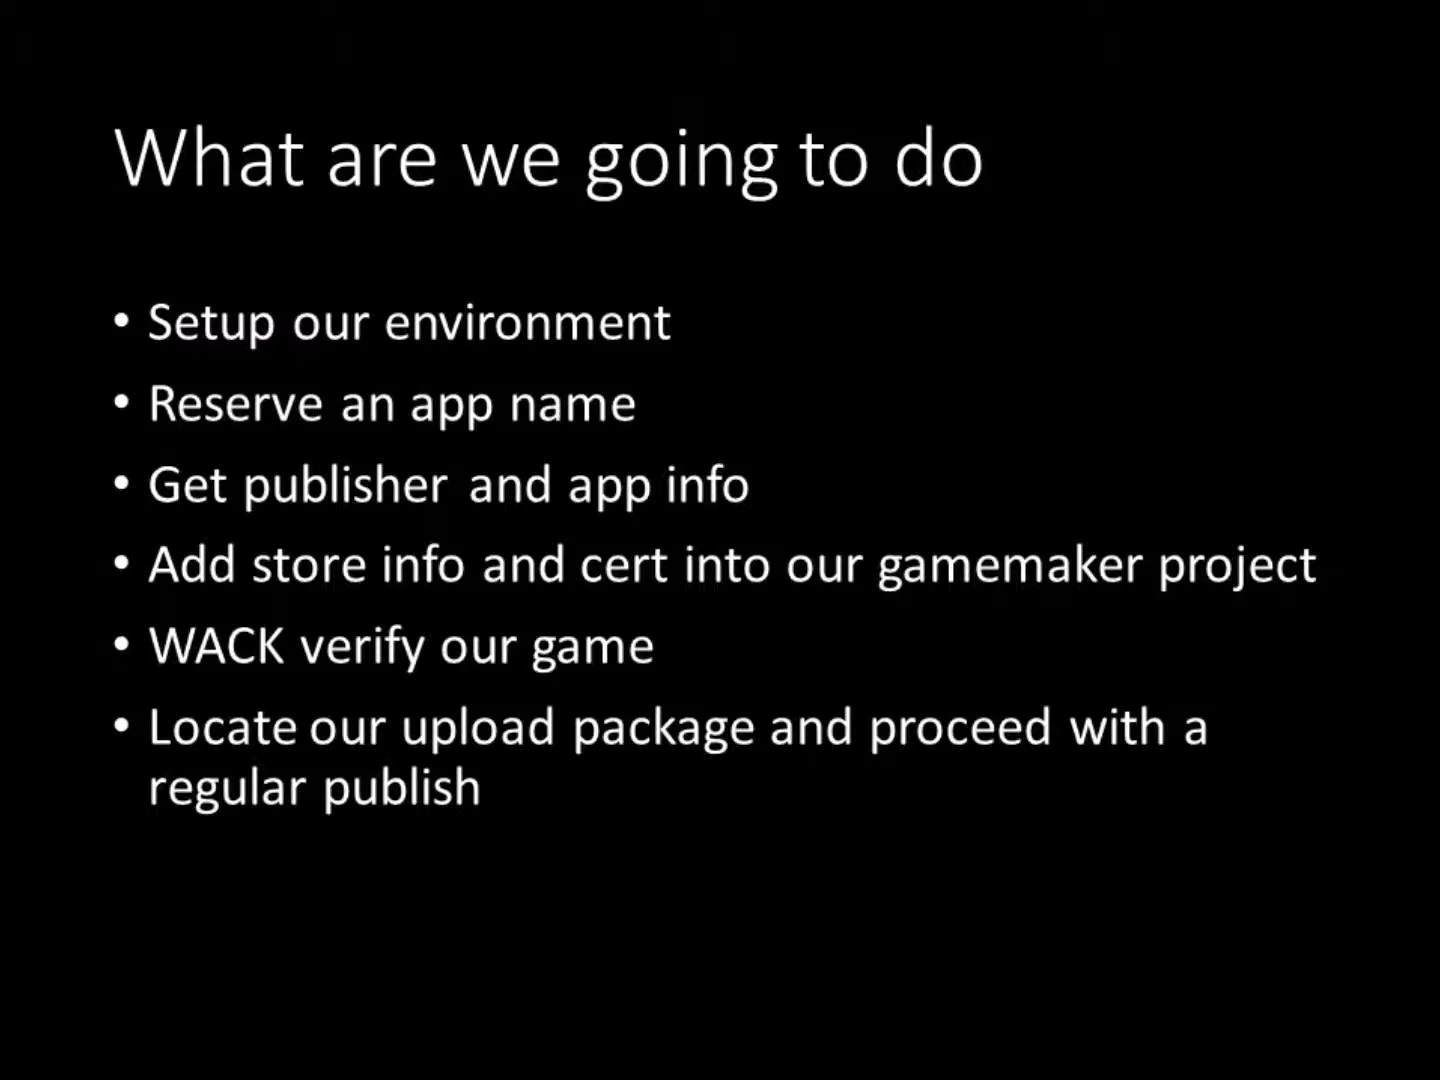 What are we going to do
• Setup our environment
• Reserve an app name
• Get publisher and app info
• Add store info and cert into our gamemaker project
• WACK verify our game
• Locate our upload package and proceed with a
regular publish